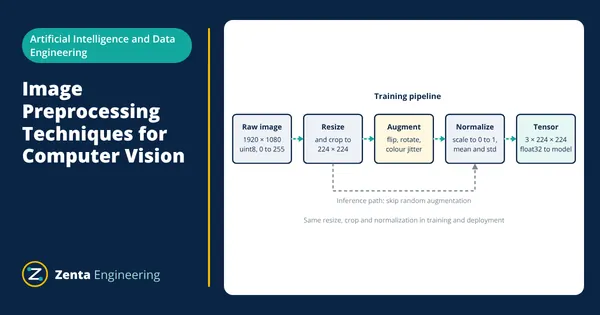 Artificial Intelligence and Data
Engineering
Image
Preprocessing
Techniques for
Computer Vision
Zenta Engineering
Training pipeline
Raw image
1920 × 1080
uint8, 0 to 255
Resize
and crop to
224 × 224
Augment
flip, rotate,
colour jitter
Normalize
scale to 0 to 1,
mean and std
Tensor
3 × 224 × 224
float32 to model
Inference path: skip random augmentation
Same resize, crop and normalization in training and deployment